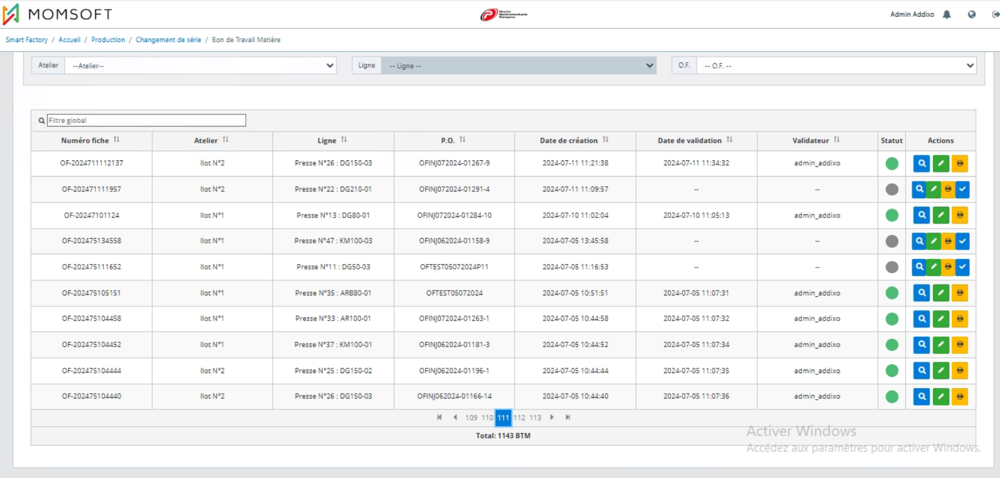 MOMSOFT
Plastic Electromechanic Company
Admin Addixo
Smart Factory / Accueil / Production / Changement de série / Bon de Travail Matière
Atelier --Atelier-- Ligne -- Ligne -- O.F. -- O.F. --
Filtre global
Numéro fiche Atelier Ligne P.O. Date de création Date de validation Validateur Statut Actions
OF-2024711112137 Ilot N°2 Presse N°26 : DG150-03 OFINJ072024-01267-9 2024-07-11 11:21:38 2024-07-11 11:34:32 admin_addixo
OF-202471111957 Ilot N°2 Presse N°22 : DG210-01 OFINJ072024-01291-4 2024-07-11 11:09:57 -- --
OF-20247101124 Ilot N°1 Presse N°13 : DG80-01 OFINJ072024-01284-10 2024-07-10 11:02:04 2024-07-10 11:05:13 admin_addixo
OF-202475134558 Ilot N°1 Presse N°47 : KM100-03 OFINJ062024-01158-9 2024-07-05 13:45:58 -- --
OF-202475111652 Ilot N°1 Presse N°11 : DG50-03 OFTEST05072024P11 2024-07-05 11:16:53 -- --
OF-202475105151 Ilot N°1 Presse N°35 : ARB80-01 OFTEST05072024 2024-07-05 10:51:51 2024-07-05 11:07:31 admin_addixo
OF-202475104458 Ilot N°1 Presse N°33 : AR100-01 OFINJ072024-01263-1 2024-07-05 10:44:58 2024-07-05 11:07:32 admin_addixo
OF-202475104452 Ilot N°1 Presse N°37 : KM100-01 OFINJ062024-01181-3 2024-07-05 10:44:52 2024-07-05 11:07:34 admin_addixo
OF-202475104444 Ilot N°2 Presse N°25 : DG150-02 OFINJ062024-01196-1 2024-07-05 10:44:44 2024-07-05 11:07:35 admin_addixo
OF-202475104440 Ilot N°2 Presse N°26 : DG150-03 OFINJ062024-01166-14 2024-07-05 10:44:40 2024-07-05 11:07:36 admin_addixo
109 110 111 112 113
Total: 1143 BTM
Activer Windows
Accédez aux paramètres pour activer Windows.